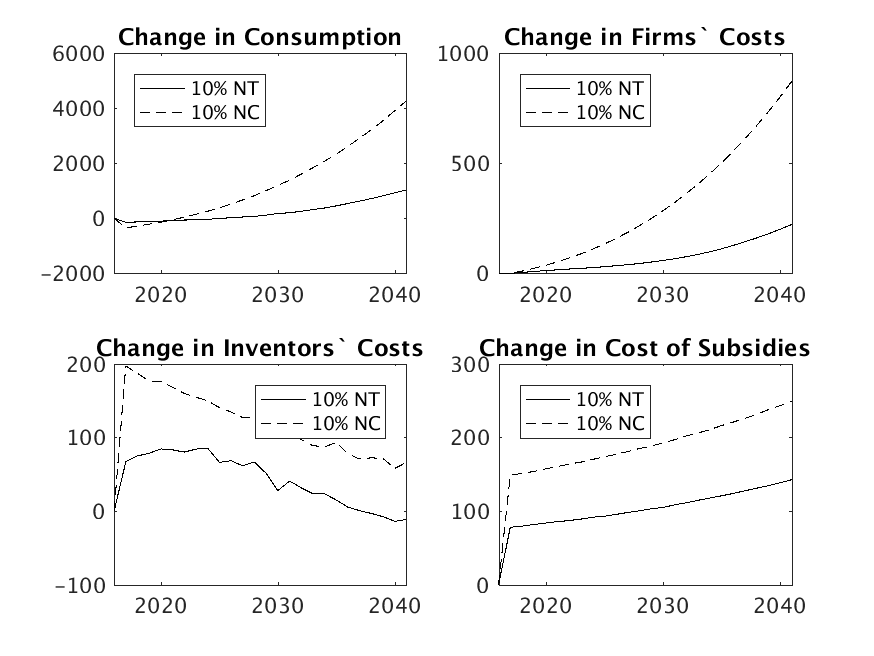 Change in Consumption
6000
4000
2000
0
−2000
10% NT
10% NC
2020 2030 2040
Change in Firms` Costs
1000
500
0
10% NT
10% NC
2020 2030 2040
Change in Inventors` Costs
200
100
0
−100
10% NT
10% NC
2020 2030 2040
Change in Cost of Subsidies
300
200
100
0
10% NT
10% NC
2020 2030 2040